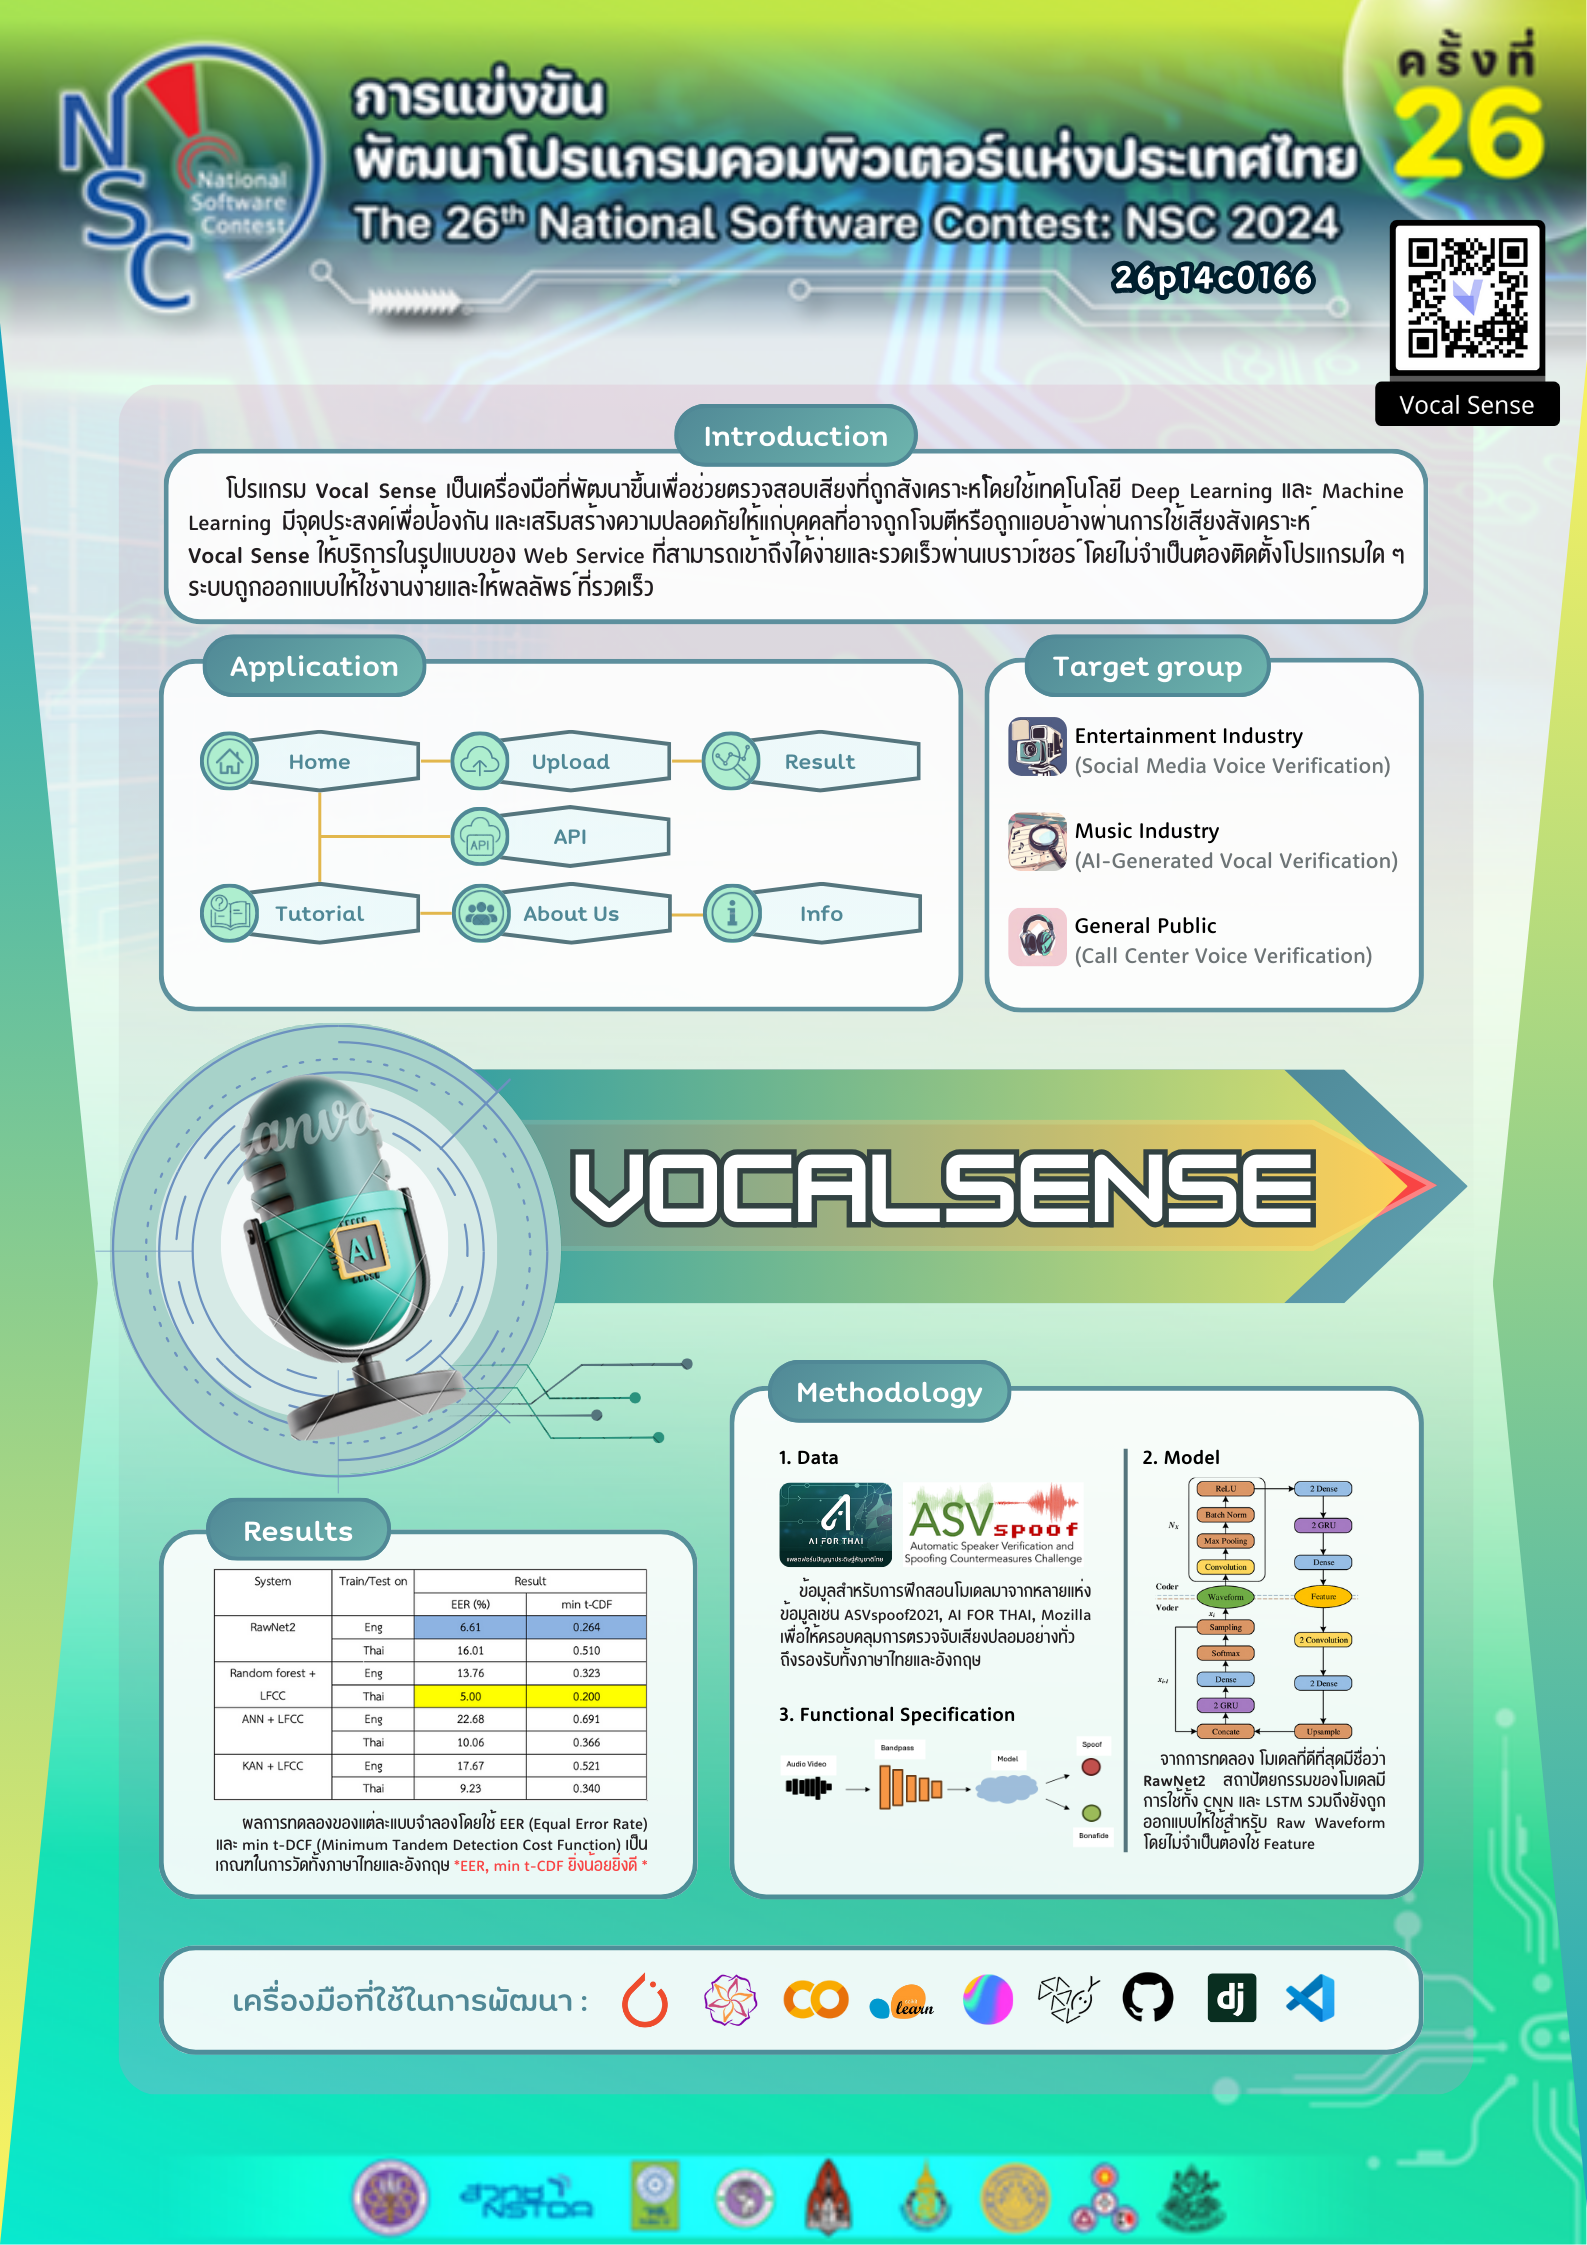 การแข่งขัน
พัฒนาโปรแกรมคอมพิวเตอร์แห่งประเทศไทย
The 26th National Software Contest: NSC 2024
26p14c0166
ครั้งที่
26
NSC
National
Software
Contest
Vocal Sense
Introduction
โปรแกรม Vocal Sense เป็นเครื่องมือที่พัฒนาขึ้นเพื่อช่วยตรวจสอบเสียงที่ถูกสังเคราะห์โดยใช้เทคโนโลยี Deep Learning และ Machine
Learning มีจุดประสงค์เพื่อป้องกัน และเสริมสร้างความปลอดภัยให้แก่บุคคลที่อาจถูกโจมตีหรือถูกแอบอ้างผ่านการใช้เสียงสังเคราะห์
Vocal Sense ให้บริการในรูปแบบของ Web Service ที่สามารถเข้าถึงได้ง่ายและรวดเร็วผ่านเบราว์เซอร์ โดยไม่จำเป็นต้องติดตั้งโปรแกรมใด ๆ
ระบบถูกออกแบบให้ใช้งานง่ายและให้ผลลัพธ์ ที่รวดเร็ว
Application
Home
Upload
Result
API
API
Tutorial
About Us
Info
Target group
Entertainment Industry
(Social Media Voice Verification)
Music Industry
(AI-Generated Vocal Verification)
General Public
(Call Center Voice Verification)
Canva
AI
VOCALSENSE
Results
System Train/Test on Result
EER (%) min t-CDF
RawNet2 Eng 6.61 0.264
Thai 16.01 0.510
Random forest + Eng 13.76 0.323
LFCC Thai 5.00 0.200
ANN + LFCC Eng 22.68 0.691
Thai 10.06 0.366
KAN + LFCC Eng 17.67 0.521
Thai 9.23 0.340
ผลการทดลองของแต่ละแบบจำลองโดยใช้ EER (Equal Error Rate)
และ min t-DCF (Minimum Tandem Detection Cost Function) เป็น
เกณฑ์ในการวัดทั้งภาษาไทยและอังกฤษ *EER, min t-CDF ยิ่งน้อยยิ่งดี *
Methodology
1. Data
AI FOR THAI
แพลตฟอร์มปัญญาประดิษฐ์สัญชาติไทย
ASVspoof
Automatic Speaker Verification and
Spoofing Countermeasures Challenge
ข้อมูลสำหรับการฝึกสอนโมเดลมาจากหลายแห่ง
ข้อมูลเช่น ASVspoof2021, AI FOR THAI, Mozilla
เพื่อให้ครอบคลุมการตรวจจับเสียงปลอมอย่างทั่ว
ถึงรองรับทั้งภาษาไทยและอังกฤษ
3. Functional Specification
Audio Video
Bandpass
Model
Spoof
Bonafide
2. Model
ReLU
2 Dense
Batch Norm
2 GRU
Nx
Max Pooling
Dense
Convolution
Coder
Waveform
Feature
Voder
xi
Sampling
2 Convolution
Softmax
xi-1
Dense
2 Dense
2 GRU
Concate
Upsample
จากการทดลอง โมเดลที่ดีที่สุดมีชื่อว่า
RawNet2 สถาปัตยกรรมของโมเดลมี
การใช้ทั้ง CNN และ LSTM รวมถึงยังถูก
ออกแบบให้ใช้สำหรับ Raw Waveform
โดยไม่จำเป็นต้องใช้ Feature
เครื่องมือที่ใช้ในการพัฒนา :
learn
dj
สวทช
NSTDA